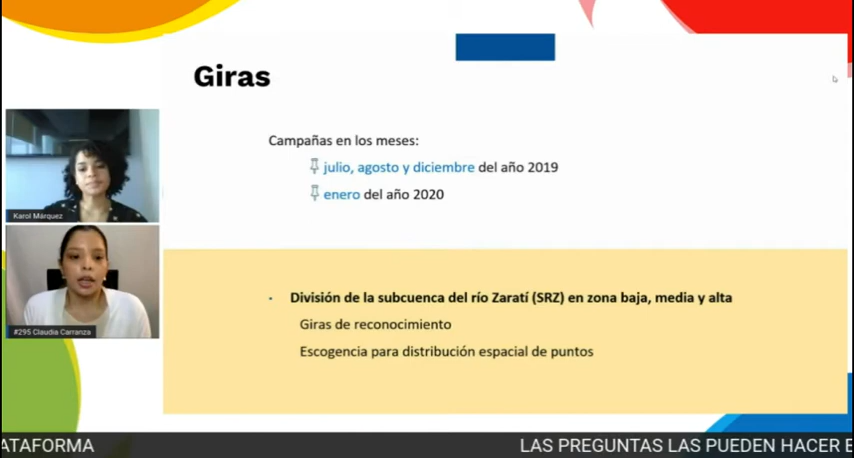 Giras
Campañas en los meses:
julio, agosto y diciembre del año 2019
enero del año 2020
Karol Márquez
División de la subcuenca del río Zaratí (SRZ) en zona baja, media y alta
Giras de reconocimiento
Escogencia para distribución espacial de puntos
#295 Claudia Carranza
ATAFORMA
LAS PREGUNTAS LAS PUEDEN HACER E